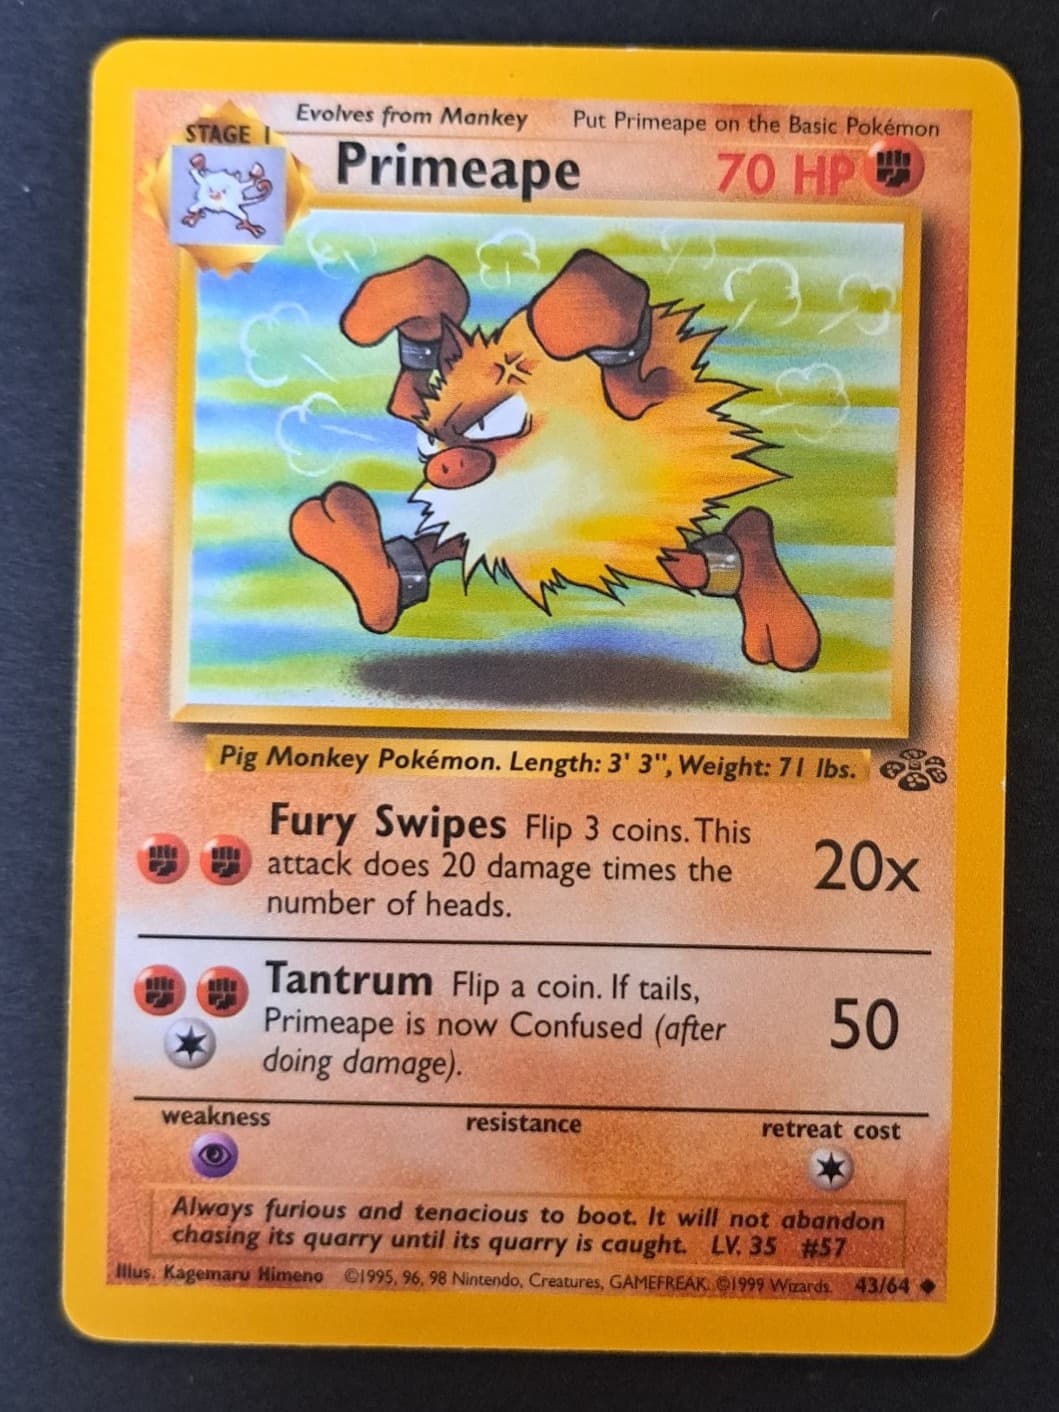 Evolves from Mankey Put Primeape on the Basic Pokémon
STAGE 1
Primeape 70 HP
Pig Monkey Pokémon. Length: 3' 3", Weight: 71 lbs.
Fury Swipes Flip 3 coins. This
attack does 20 damage times the
number of heads.
20x
Tantrum Flip a coin. If tails,
Primeape is now Confused (after
doing damage).
50
weakness resistance retreat cost
Always furious and tenacious to boot. It will not abandon
chasing its quarry until its quarry is caught. LV. 35 #57
Illus. Kagemaru Himeno ©1995, 96, 98 Nintendo, Creatures, GAMEFREAK. ©1999 Wizards. 43/64